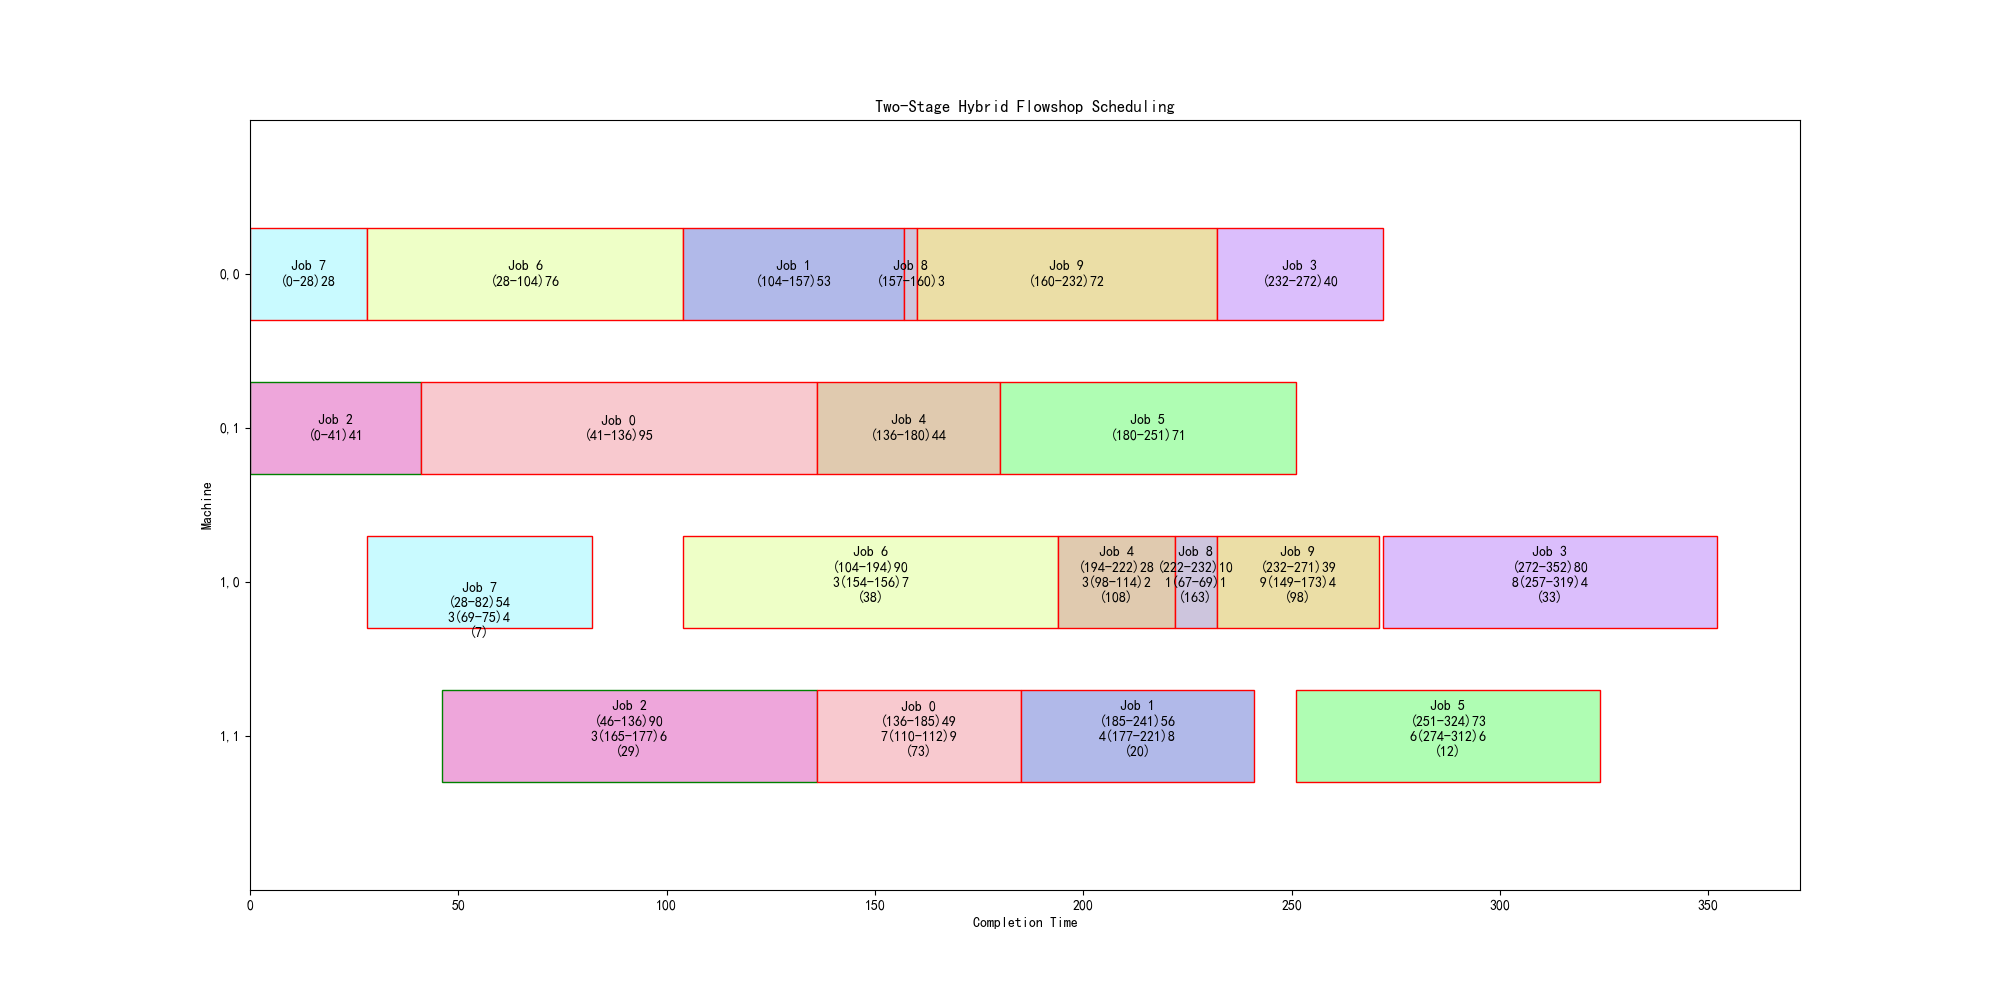 Two-Stage Hybrid Flowshop Scheduling
0,0
Job 7
(0-28)28
Job 6
(28-104)76
Job 1
(104-157)53
Job 8
(157-160)3
Job 9
(160-232)72
Job 3
(232-272)40
0,1
Job 2
(0-41)41
Job 0
(41-136)95
Job 4
(136-180)44
Job 5
(180-251)71
Machine
1,0
Job 7
(28-82)54
3(69-75)4
(7)
Job 6
(104-194)90
3(154-156)7
(38)
Job 4
(194-222)28
3(98-114)2
(108)
Job 8
(222-232)10
1(67-69)1
(163)
Job 9
(232-271)39
9(149-173)4
(98)
Job 3
(272-352)80
8(257-319)4
(33)
1,1
Job 2
(46-136)90
3(165-177)6
(29)
Job 0
(136-185)49
7(110-112)9
(73)
Job 1
(185-241)56
4(177-221)8
(20)
Job 5
(251-324)73
6(274-312)6
(12)
0 50 100 150 200 250 300 350
Completion Time